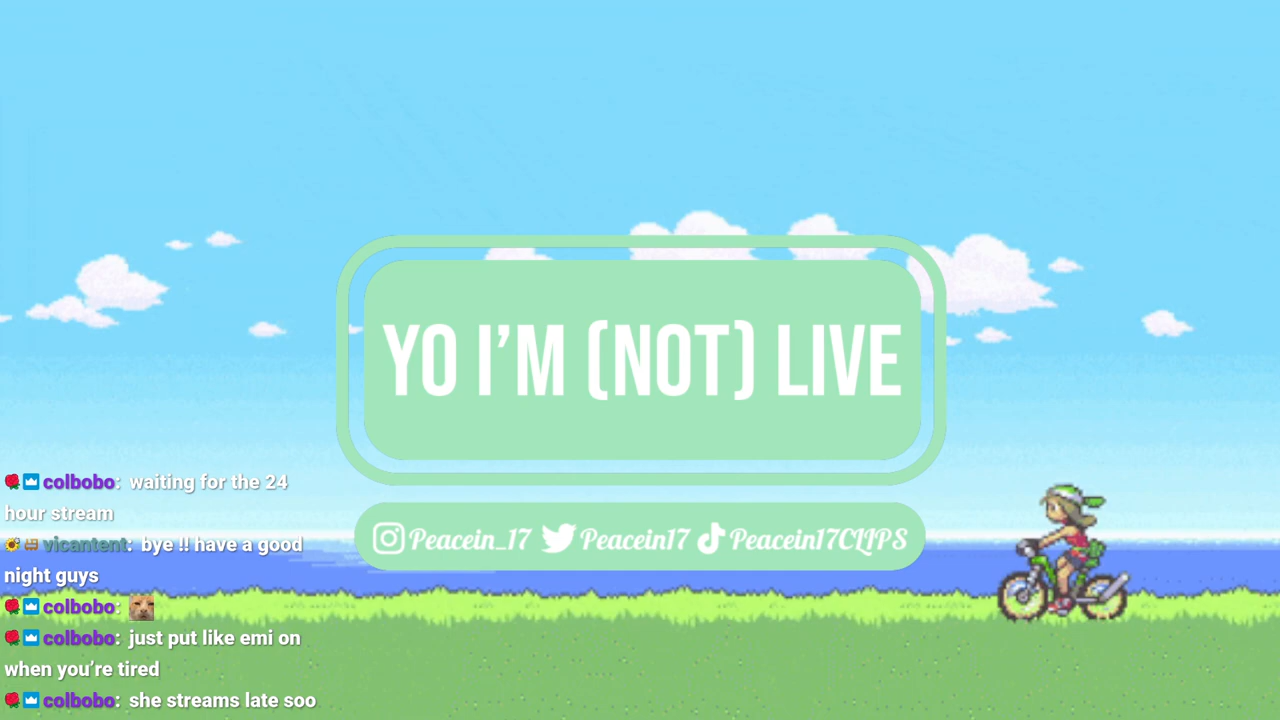 YO I’M (NOT) LIVE
Peacein_17 Peacein17 Peacein17CLIPS
colbobo: waiting for the 24
hour stream
vicantent: bye !! have a good
night guys
colbobo:
colbobo: just put like emi on
when you’re tired
colbobo: she streams late soo